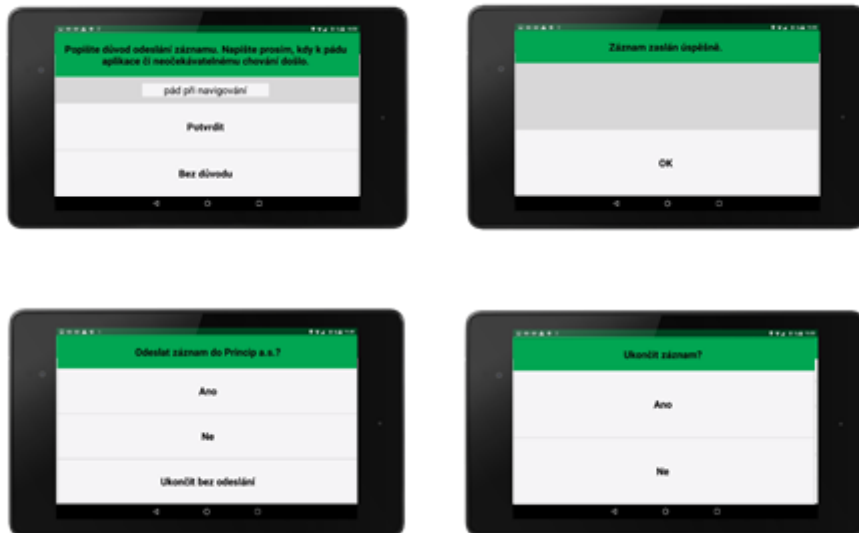 Popište důvod odeslání záznamu. Napište prosím, kdy k pádu
aplikace či neočekávatelnému chování došlo.
pád při navigování
Potvrdit
Bez důvodu
Záznam zaslán úspěšně.
OK
Odeslat záznam do Princip a.s.?
Ano
Ne
Ukončit bez odeslání
Ukončit záznam?
Ano
Ne